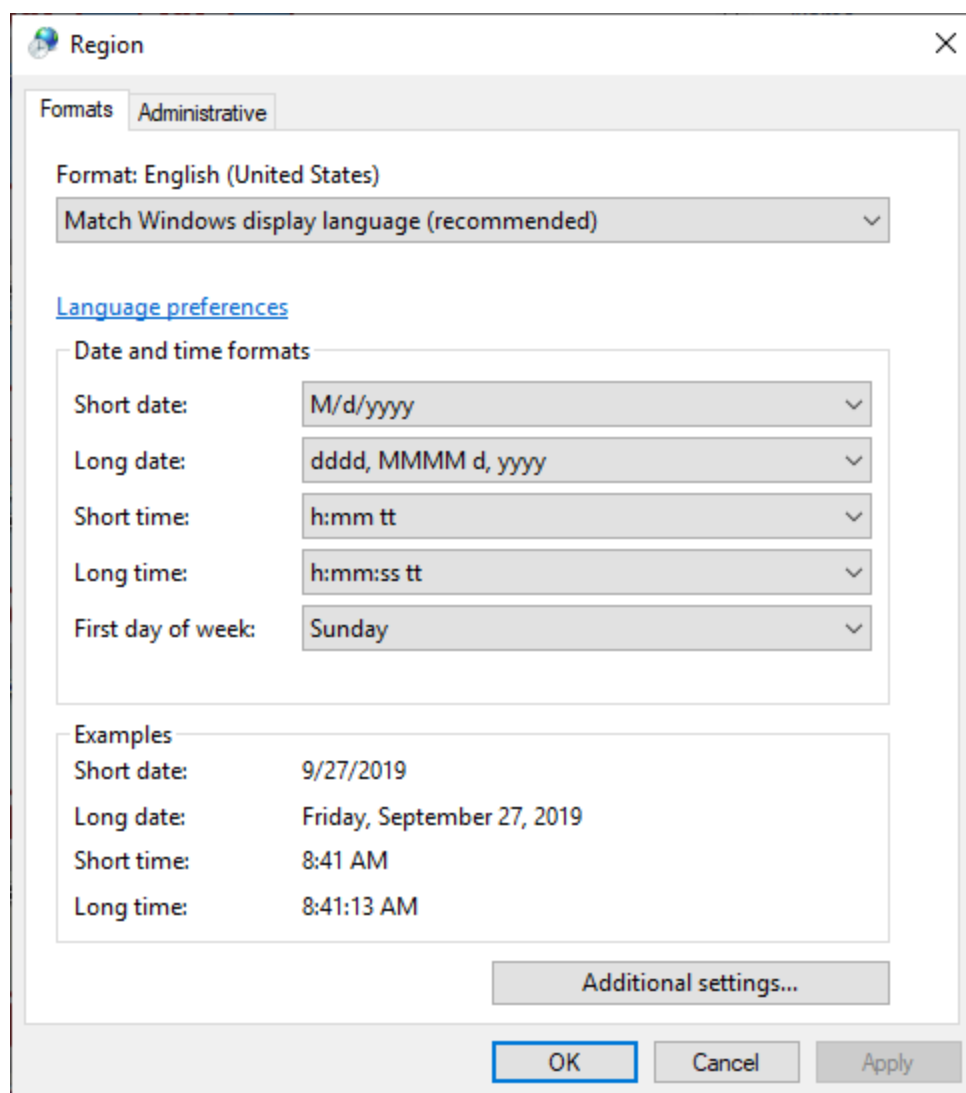 Region
Formats Administrative
Format: English (United States)
Match Windows display language (recommended)
Language preferences
Date and time formats
Short date: M/d/yyyy
Long date: dddd, MMMM d, yyyy
Short time: h:mm tt
Long time: h:mm:ss tt
First day of week: Sunday
Examples
Short date: 9/27/2019
Long date: Friday, September 27, 2019
Short time: 8:41 AM
Long time: 8:41:13 AM
Additional settings...
OK Cancel Apply